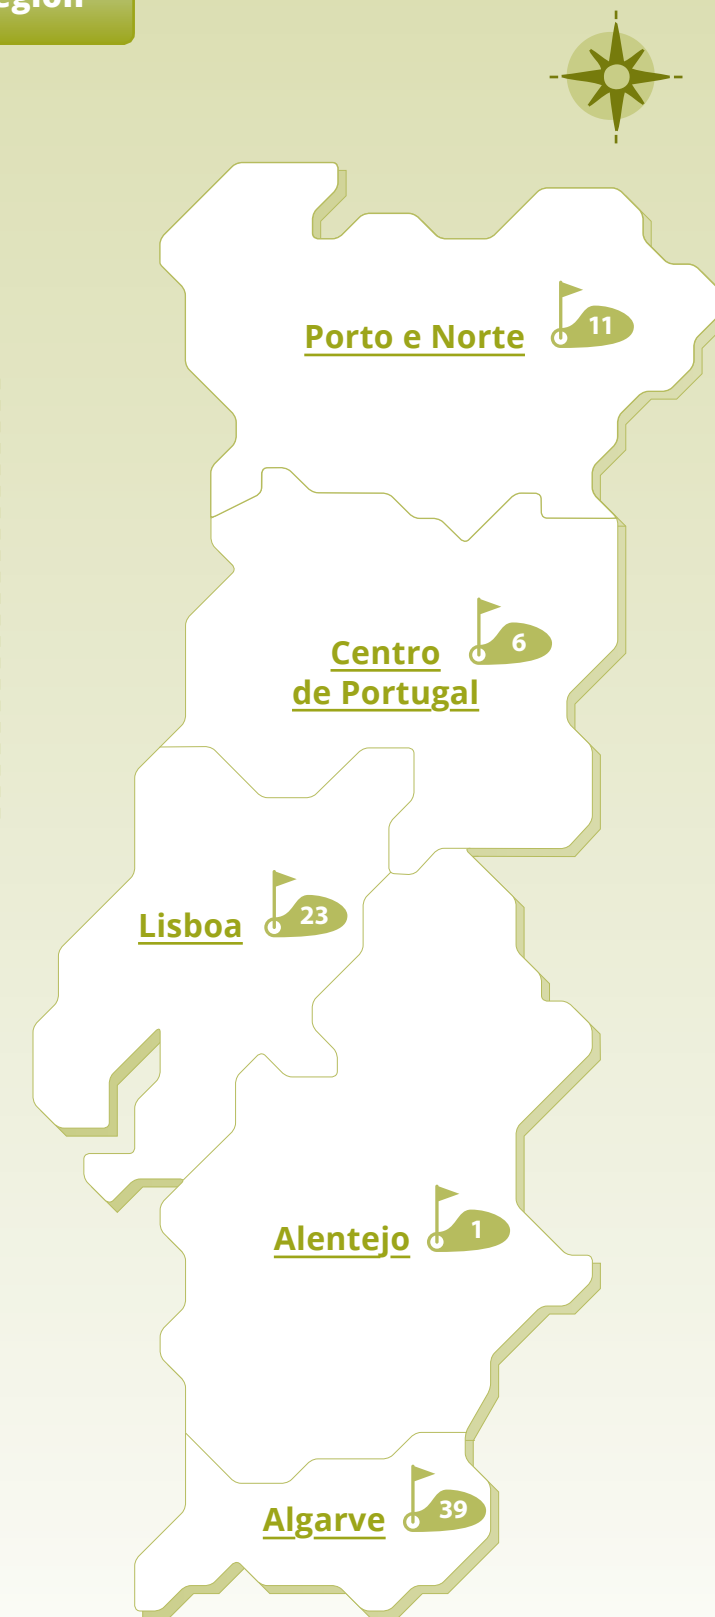 Porto e Norte
11
Centro
de Portugal
6
Lisboa
23
Alentejo
1
Algarve
39